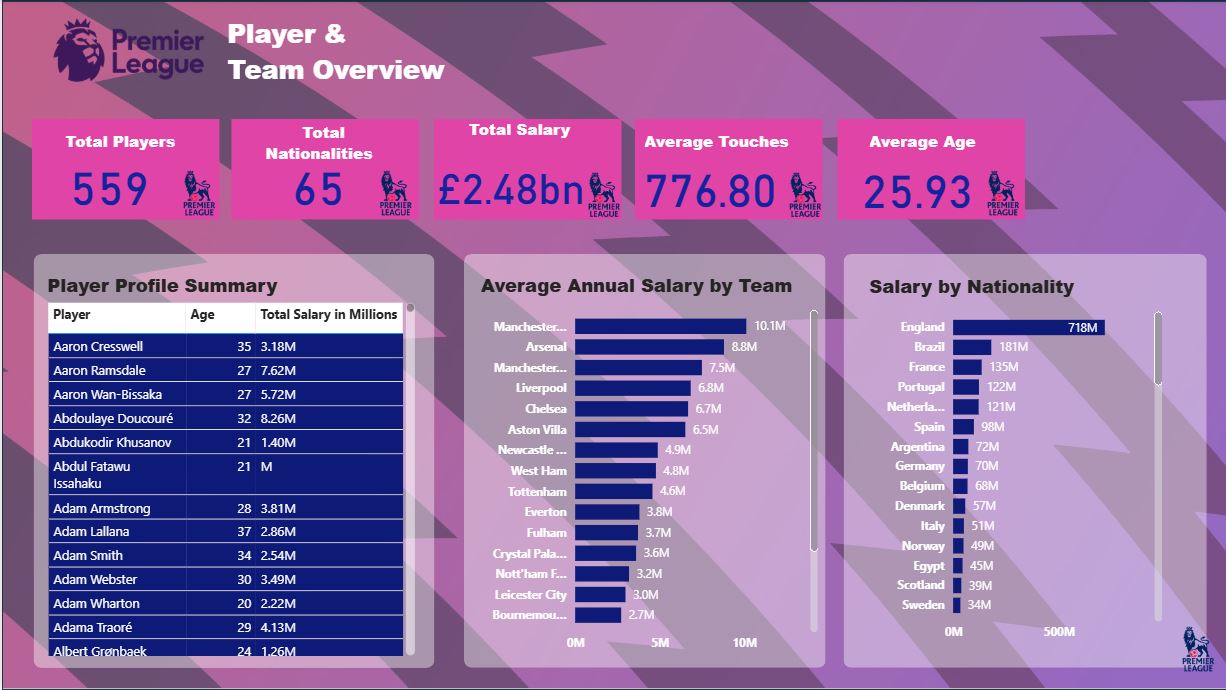 Premier
League
Player &
Team Overview
Total Players
559
PREMIER
LEAGUE
Total
Nationalities
65
PREMIER
LEAGUE
Total Salary
£2.48bn
PREMIER
LEAGUE
Average Touches
776.80
PREMIER
LEAGUE
Average Age
25.93
PREMIER
LEAGUE
Player Profile Summary
Player Age Total Salary in Millions
Aaron Cresswell 35 3.18M
Aaron Ramsdale 27 7.62M
Aaron Wan-Bissaka 27 5.72M
Abdoulaye Doucouré 32 8.26M
Abdukodir Khusanov 21 1.40M
Abdul Fatawu 21 M
Issahaku
Adam Armstrong 28 3.81M
Adam Lallana 37 2.86M
Adam Smith 34 2.54M
Adam Webster 30 3.49M
Adam Wharton 20 2.22M
Adama Traoré 29 4.13M
Albert Grønbaek 24 1.26M
Average Annual Salary by Team
Manchester... 10.1M
Arsenal 8.8M
Manchester... 7.5M
Liverpool 6.8M
Chelsea 6.7M
Aston Villa 6.5M
Newcastle ... 4.9M
West Ham 4.8M
Tottenham 4.6M
Everton 3.8M
Fulham 3.7M
Crystal Pala... 3.6M
Nott'ham F... 3.2M
Leicester City 3.0M
Bournemou... 2.7M
0M 5M 10M
Salary by Nationality
England 718M
Brazil 181M
France 135M
Portugal 122M
Netherla... 121M
Spain 98M
Argentina 72M
Germany 70M
Belgium 68M
Denmark 57M
Italy 51M
Norway 49M
Egypt 45M
Scotland 39M
Sweden 34M
0M 500M
PREMIER
LEAGUE